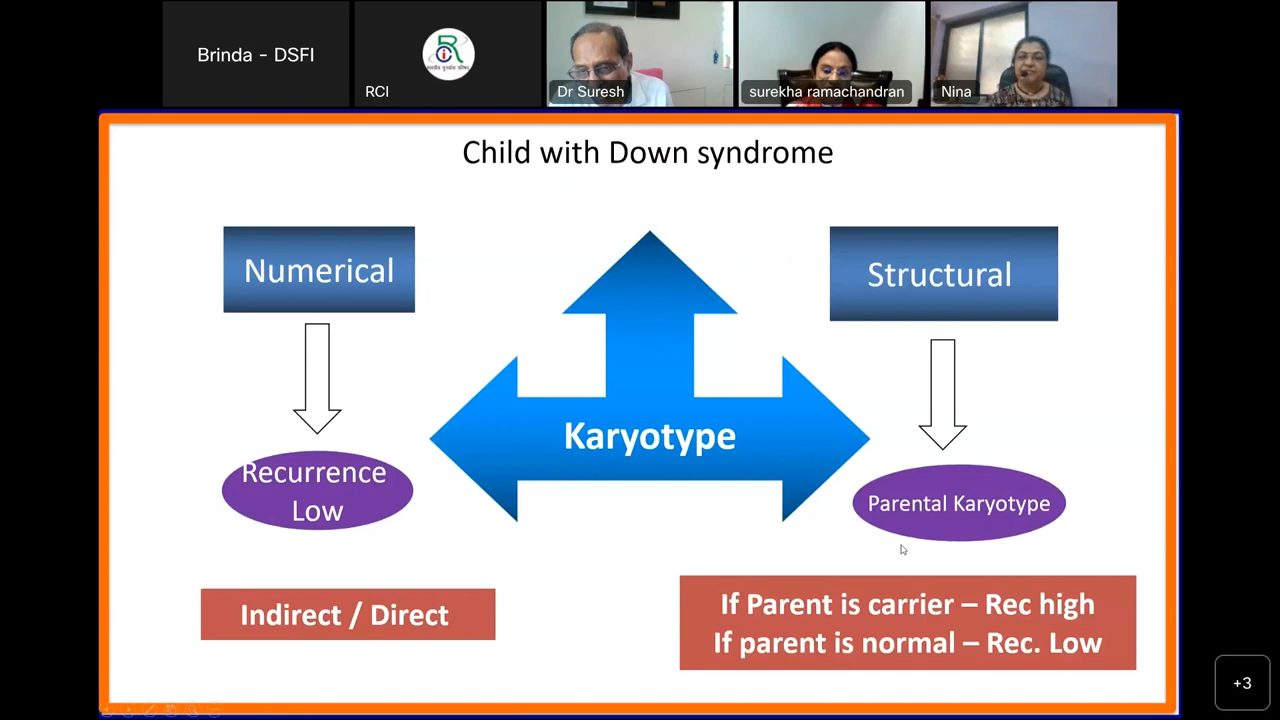 Brinda - DSFI
RCI
Dr Suresh
surekha ramachandran
Nina
Child with Down syndrome
Numerical
Structural
Karyotype
Recurrence
Low
Parental Karyotype
Indirect / Direct
If Parent is carrier – Rec high
If parent is normal – Rec. Low
+3